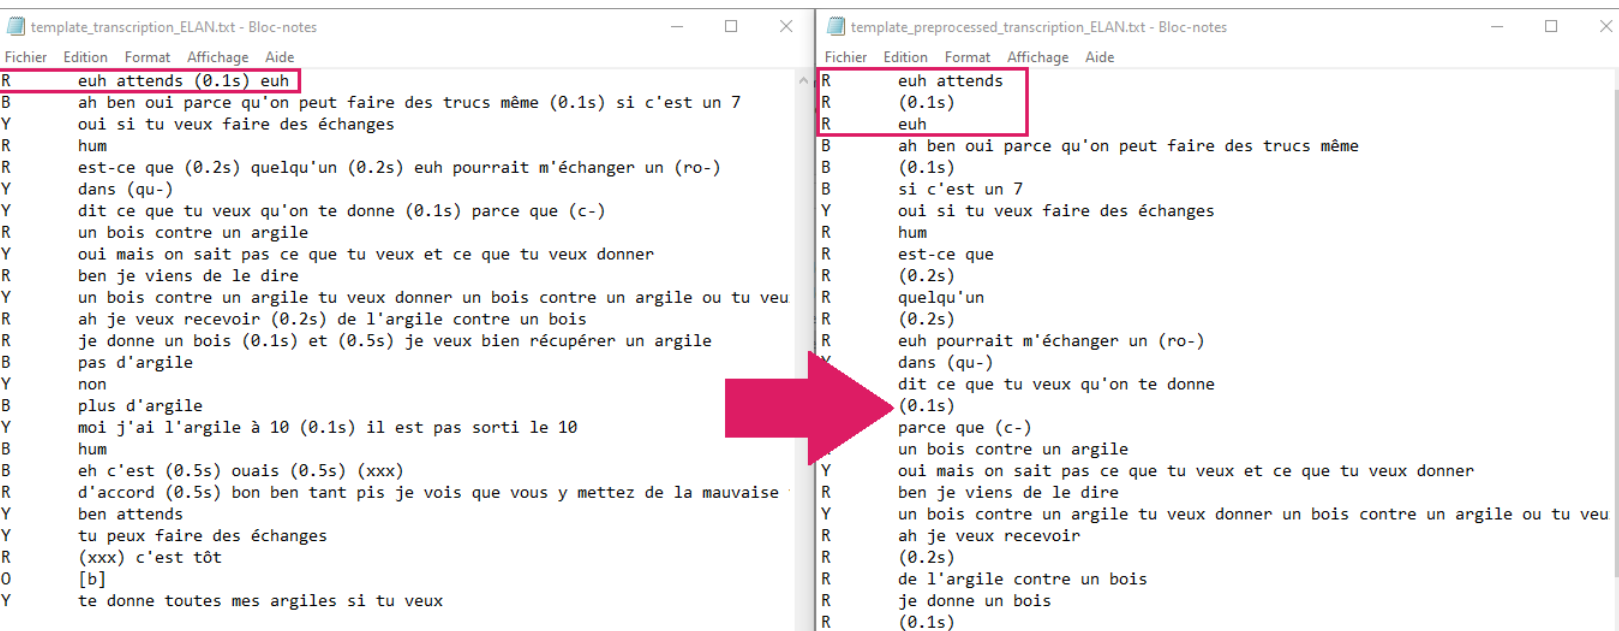 template_transcription_ELAN.txt - Bloc-notes
Fichier Edition Format Affichage Aide
R euh attends (0.1s) euh
B ah ben oui parce qu'on peut faire des trucs même (0.1s) si c'est un 7
Y oui si tu veux faire des échanges
R hum
R est-ce que (0.2s) quelqu'un (0.2s) euh pourrait m'échanger un (ro-)
Y dans (qu-)
Y dit ce que tu veux qu'on te donne (0.1s) parce que (c-)
R un bois contre un argile
Y oui mais on sait pas ce que tu veux et ce que tu veux donner
R ben je viens de le dire
Y un bois contre un argile tu veux donner un bois contre un argile ou tu veu
R ah je veux recevoir (0.2s) de l'argile contre un bois
R je donne un bois (0.1s) et (0.5s) je veux bien récupérer un argile
B pas d'argile
Y non
B plus d'argile
Y moi j'ai l'argile à 10 (0.1s) il est pas sorti le 10
B hum
B eh c'est (0.5s) ouais (0.5s) (xxx)
R d'accord (0.5s) bon ben tant pis je vois que vous y mettez de la mauvaise
Y ben attends
Y tu peux faire des échanges
R (xxx) c'est tôt
O [b]
Y te donne toutes mes argiles si tu veux
template_preprocessed_transcription_ELAN.txt - Bloc-notes
Fichier Edition Format Affichage Aide
R euh attends
R (0.1s)
R euh
B ah ben oui parce qu'on peut faire des trucs même
B (0.1s)
B si c'est un 7
Y oui si tu veux faire des échanges
R hum
R est-ce que
R (0.2s)
R quelqu'un
R (0.2s)
R euh pourrait m'échanger un (ro-)
Y dans (qu-)
dit ce que tu veux qu'on te donne
(0.1s)
parce que (c-)
un bois contre un argile
Y oui mais on sait pas ce que tu veux et ce que tu veux donner
R ben je viens de le dire
Y un bois contre un argile tu veux donner un bois contre un argile ou tu veu
R ah je veux recevoir
R (0.2s)
R de l'argile contre un bois
R je donne un bois
R (0.1s)